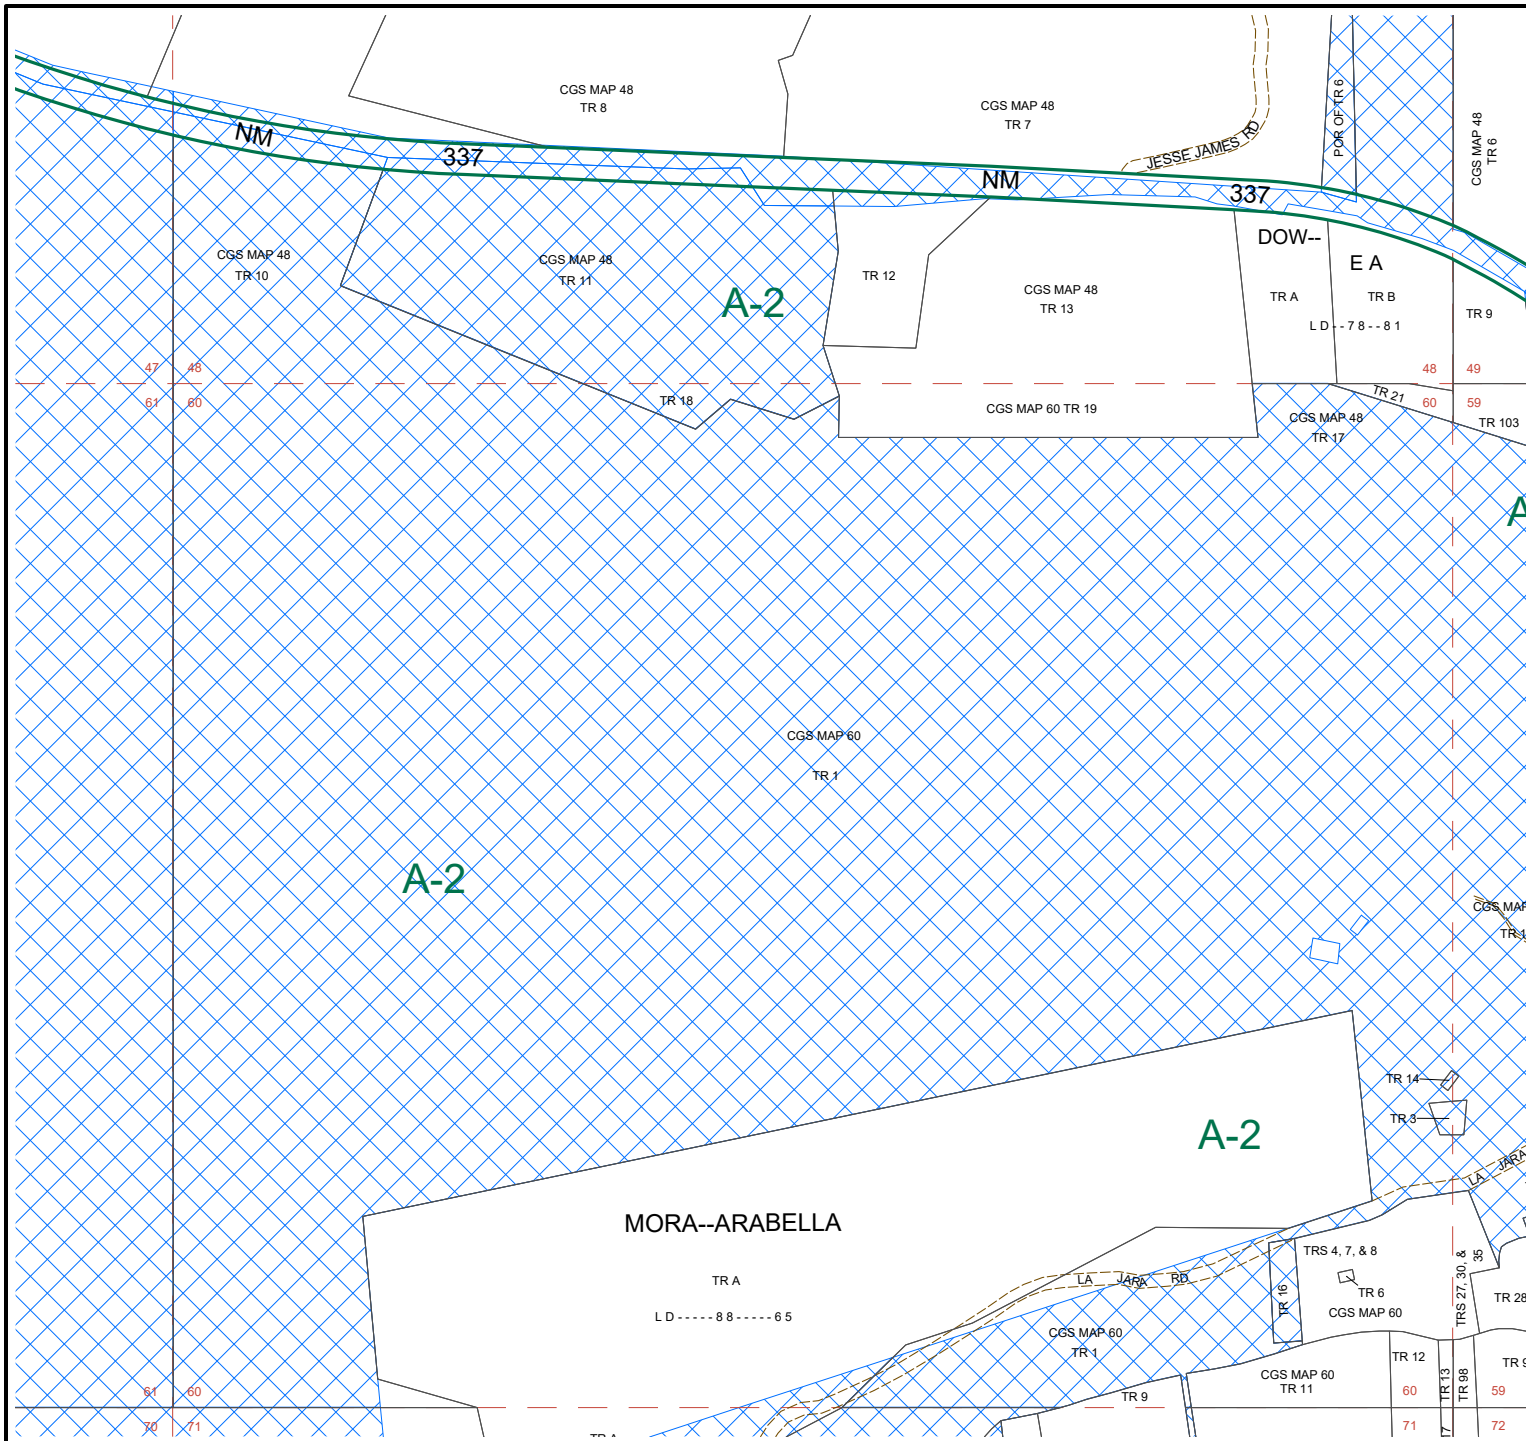 CGS MAP 48
TR 8
CGS MAP 48
TR 7
JESSE JAMES RD
POR OF TR 6
CGS MAP 48
TR 6
NM
337
NM
337
CGS MAP 48
TR 10
CGS MAP 48
TR 11
A-2
TR 12
CGS MAP 48
TR 13
DOW--
E A
TR A
TR B
L D - - 7 8 - - 8 1
TR 9
47
48
48
49
61
60
TR 18
CGS MAP 60 TR 19
CGS MAP 48
TR 17
TR 21
60
59
TR 103
CGS MAP 60
TR 1
A-2
TR 14
TR 3
A-2
LA JARA
MORA--ARABELLA
TR A
L D - - - - - 8 8 - - - - - 6 5
LA JARA RD
CGS MAP 60
TR 1
TR 16
TRS 4, 7, & 8
TR 6
CGS MAP 60
TRS 27, 30, &
35
TR 28
TR 12
CGS MAP 60
TR 11
TR 9
TR 13
TR 98
TR 9
61
60
60
59
70
71
71
72